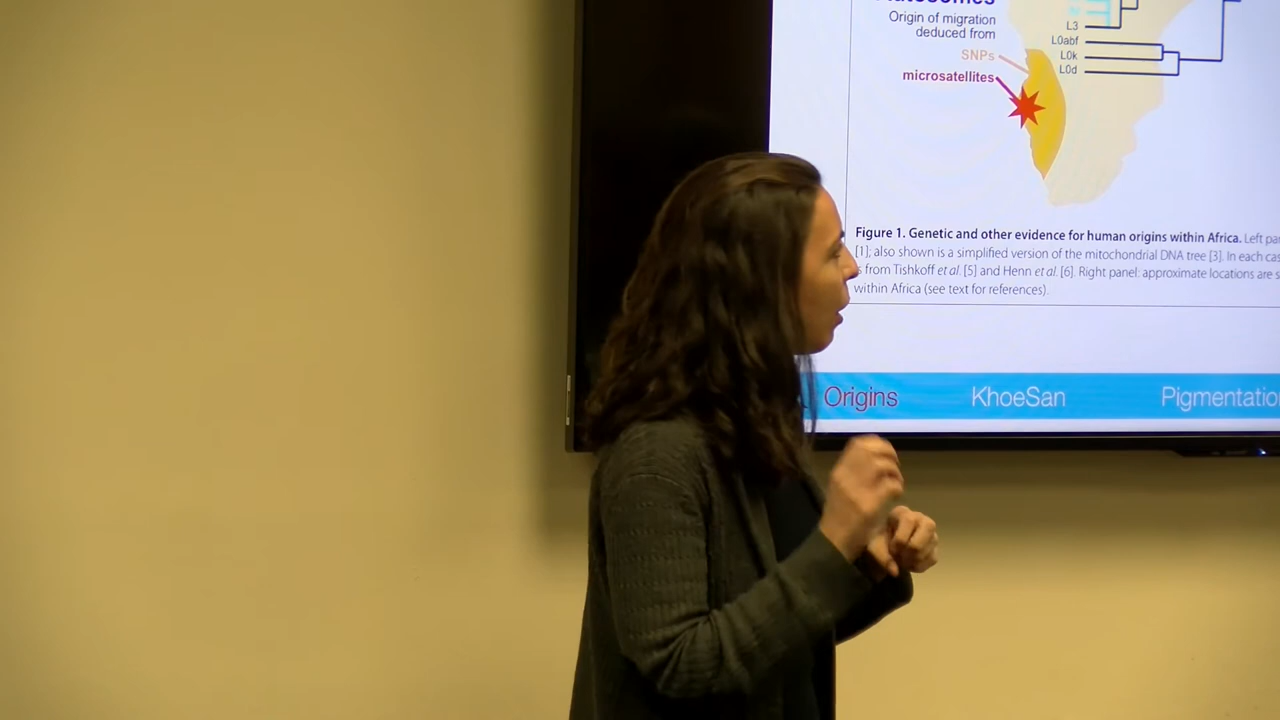 Origin of migration
deduced from
SNPs
microsatellites
L3
L0abf
L0k
L0d
Figure 1. Genetic and other evidence for human origins within Africa. Left
[1]; also shown is a simplified version of the mitochondrial DNA tree [3]. In each
from Tishkoff et al. [5] and Henn et al. [6]. Right panel: approximate locations are
within Africa (see text for references).
Origins KhoeSan